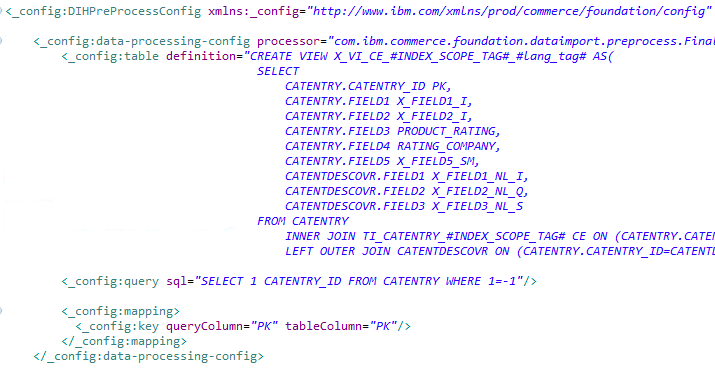 <_config:DIHPreProcessConfig xmlns:_config="http://www.ibm.com/xmlns/prod/commerce/foundation/config"
<_config:data-processing-config processor="com.ibm.commerce.foundation.dataimport.preprocess.Final
<_config:table definition="CREATE VIEW X_VI_CE_#INDEX_SCOPE_TAG#_#lang_tag# AS(
SELECT
CATENTRY.CATENTRY_ID PK,
CATENTRY.FIELD1 X_FIELD1_I,
CATENTRY.FIELD2 X_FIELD2_I,
CATENTRY.FIELD3 PRODUCT_RATING,
CATENTRY.FIELD4 RATING_COMPANY,
CATENTRY.FIELD5 X_FIELD5_SM,
CATENTDESCOVR.FIELD1 X_FIELD1_NL_I,
CATENTDESCOVR.FIELD2 X_FIELD2_NL_Q,
CATENTDESCOVR.FIELD3 X_FIELD3_NL_S
FROM CATENTRY
INNER JOIN TI_CATENTRY_#INDEX_SCOPE_TAG# CE ON (CATENTRY.CATEN
LEFT OUTER JOIN CATENTDESCOVR ON (CATENTRY.CATENTRY_ID=CATENTD
<_config:query sql="SELECT 1 CATENTRY_ID FROM CATENTRY WHERE 1=-1"/>
<_config:mapping>
<_config:key queryColumn="PK" tableColumn="PK"/>
</_config:mapping>
</_config:data-processing-config>